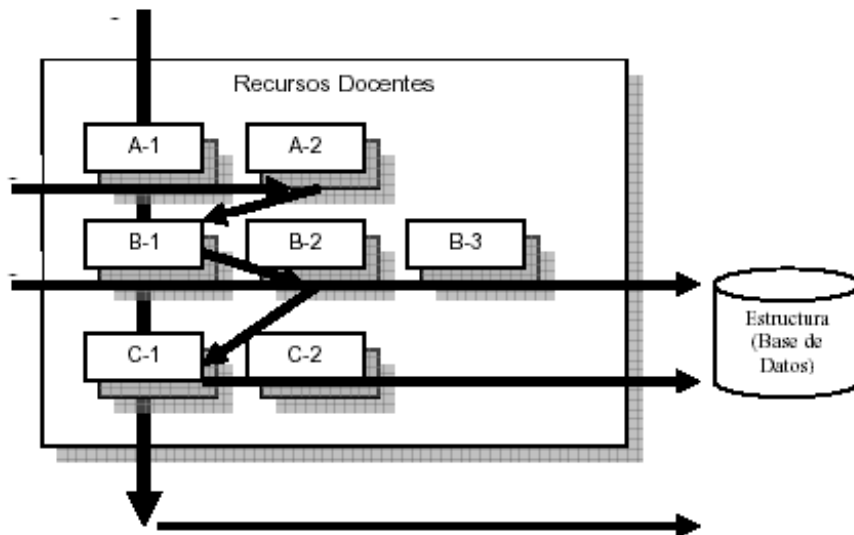 Recursos Docentes
A-1
A-2
B-1
B-2
B-3
C-1
C-2
Estructura
(Base de
Datos)